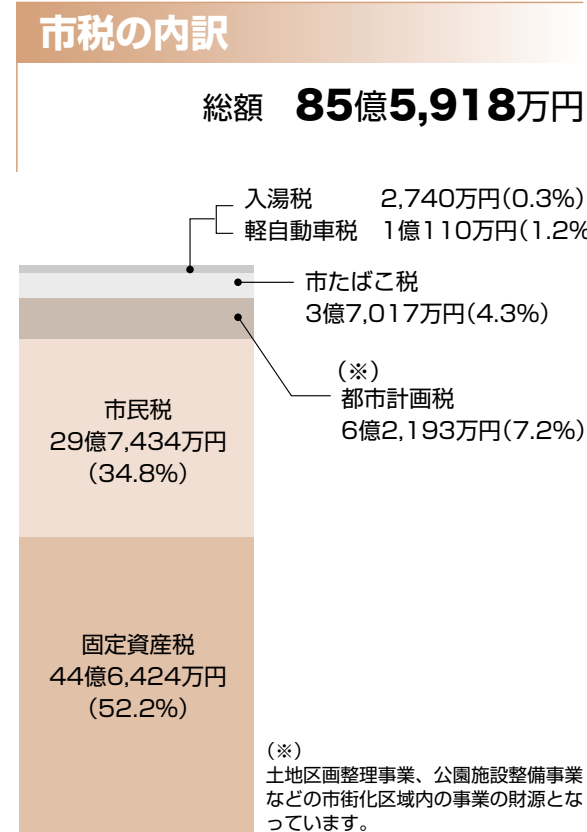 市税の内訳
総額 85億5,918万円
入湯税 2,740万円(0.3%)
軽自動車税 1億110万円(1.2%
市たばこ税
3億7,017万円(4.3%)
(※)
都市計画税
6億2,193万円(7.2%)
市民税
29億7,434万円
(34.8%)
固定資産税
44億6,424万円
(52.2%)
(※)
土地区画整理事業、公園施設整備事業
などの市街化区域内の事業の財源とな
っています。